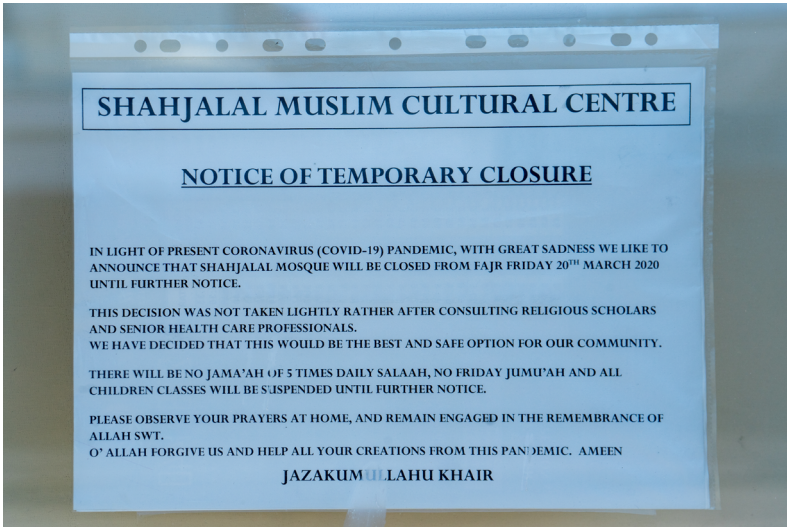 SHAHJALAL MUSLIM CULTURAL CENTRE
NOTICE OF TEMPORARY CLOSURE
IN LIGHT OF PRESENT CORONAVIRUS (COVID-19) PANDEMIC, WITH GREAT SADNESS WE LIKE TO
ANNOUNCE THAT SHAHJALAL MOSQUE WILL BE CLOSED FROM FAJR FRIDAY 20TH MARCH 2020
UNTIL FURTHER NOTICE.
THIS DECISION WAS NOT TAKEN LIGHTLY RATHER AFTER CONSULTING RELIGIOUS SCHOLARS
AND SENIOR HEALTH CARE PROFESSIONALS.
WE HAVE DECIDED THAT THIS WOULD BE THE BEST AND SAFE OPTION FOR OUR COMMUNITY.
THERE WILL BE NO JAMA'AH OF 5 TIMES DAILY SALAAH, NO FRIDAY JUMU'AH AND ALL
CHILDREN CLASSES WILL BE SUSPENDED UNTIL FURTHER NOTICE.
PLEASE OBSERVE YOUR PRAYERS AT HOME, AND REMAIN ENGAGED IN THE REMEMBRANCE OF
ALLAH SWT.
O' ALLAH FORGIVE US AND HELP ALL YOUR CREATIONS FROM THIS PANDEMIC. AMEEN
JAZAKUMULLAHU KHAIR